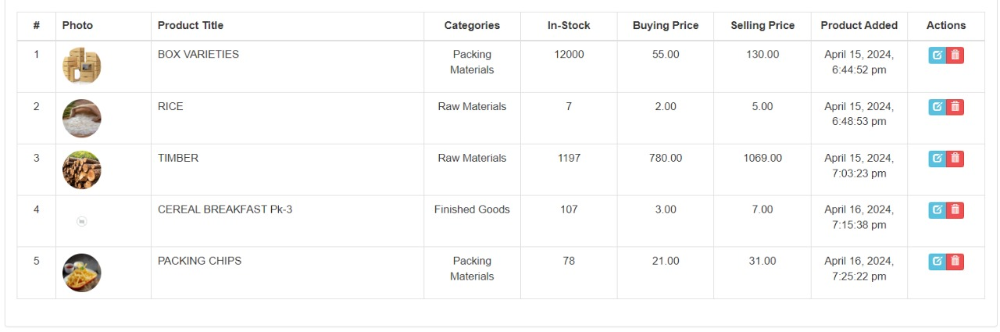 # Photo Product Title Categories In-Stock Buying Price Selling Price Product Added Actions
1 BOX VARIETIES Packing Materials 12000 55.00 130.00 April 15, 2024, 6:44:52 pm
2 RICE Raw Materials 7 2.00 5.00 April 15, 2024, 6:48:53 pm
3 TIMBER Raw Materials 1197 780.00 1069.00 April 15, 2024, 7:03:23 pm
4 CEREAL BREAKFAST Pk-3 Finished Goods 107 3.00 7.00 April 16, 2024, 7:15:38 pm
5 PACKING CHIPS Packing Materials 78 21.00 31.00 April 16, 2024, 7:25:22 pm